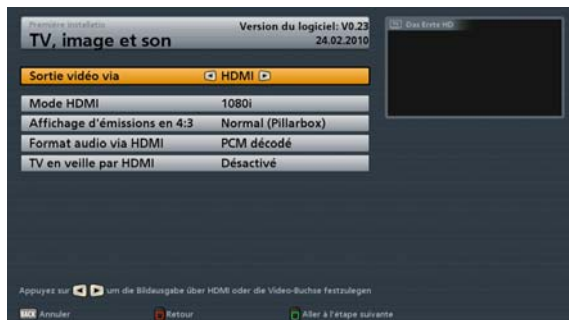 Première installatio
Version du logiciel: V0.23
TV, image et son
24.02.2010
Das Erste HD
Sortie vidéo via HDMI
Mode HDMI 1080i
Affichage d'émissions en 4:3 Normal (Pillarbox)
Format audio via HDMI PCM décodé
TV en veille par HDMI Désactivé
Appuyez sur um die Bildausgabe über HDMI oder die Video-Buchse festzulegen
BACK Annuler Retour Aller à l'étape suivante